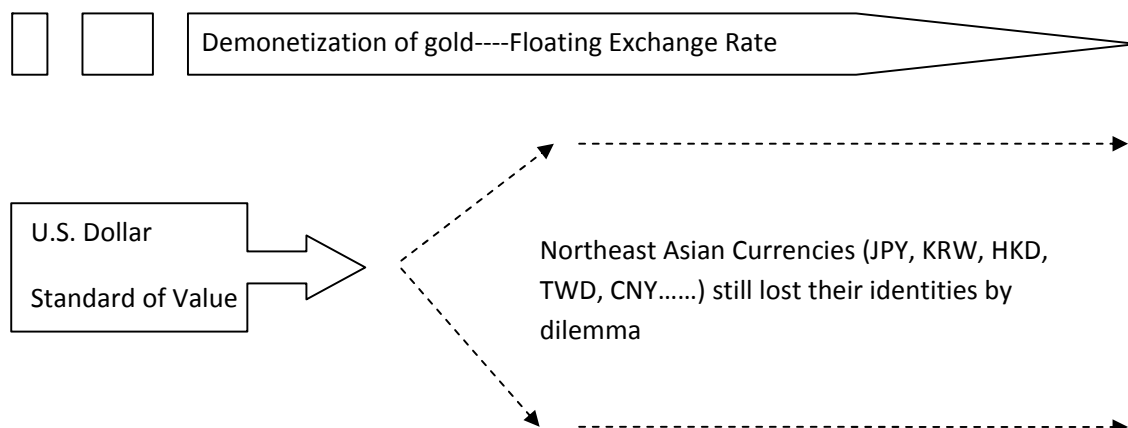 Demonetization of gold----Floating Exchange Rate
U.S. Dollar
Standard of Value
Northeast Asian Currencies (JPY, KRW, HKD,
TWD, CNY……) still lost their identities by
dilemma